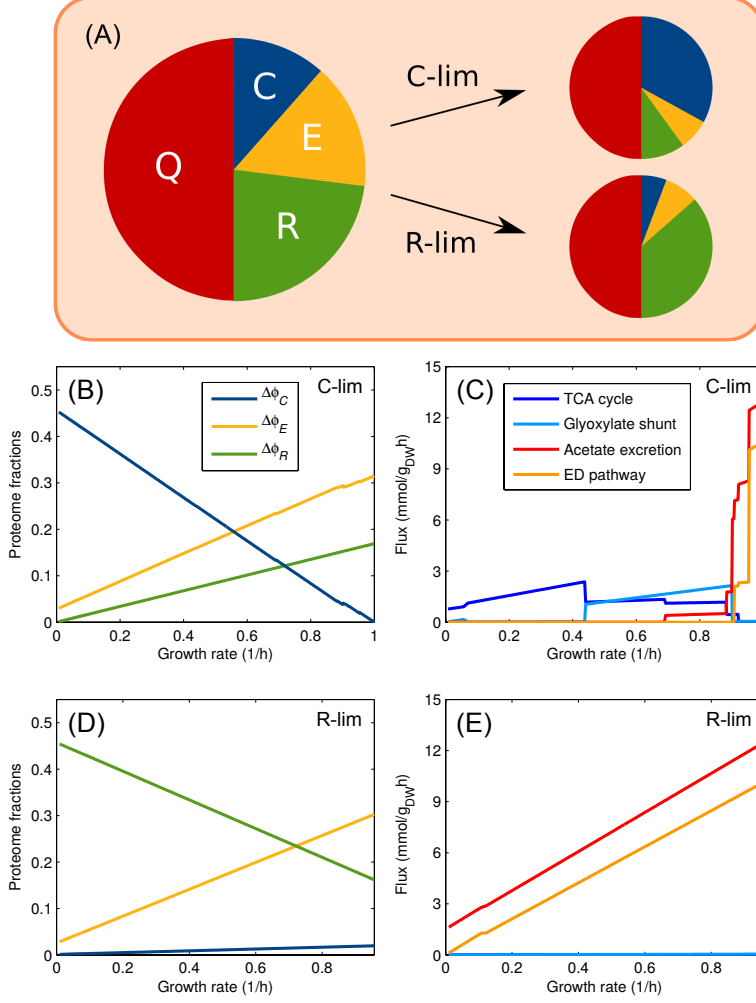 (A)
C
E
Q
R
C-lim
R-lim
(B)
C-lim
Δϕ_C
Δϕ_E
Δϕ_R
Proteome fractions
0.5
0.4
0.3
0.2
0.1
0
0 0.2 0.4 0.6 0.8 1
Growth rate (1/h)
(C)
C-lim
TCA cycle
Glyoxylate shunt
Acetate excretion
ED pathway
Flux (mmol/g_DWh)
15
12
9
6
3
0
0 0.2 0.4 0.6 0.8
Growth rate (1/h)
(D)
R-lim
Proteome fractions
0.5
0.4
0.3
0.2
0.1
0
0 0.2 0.4 0.6 0.8
Growth rate (1/h)
(E)
R-lim
Flux (mmol/g_DWh)
15
12
9
6
3
0
0 0.2 0.4 0.6 0.8
Growth rate (1/h)